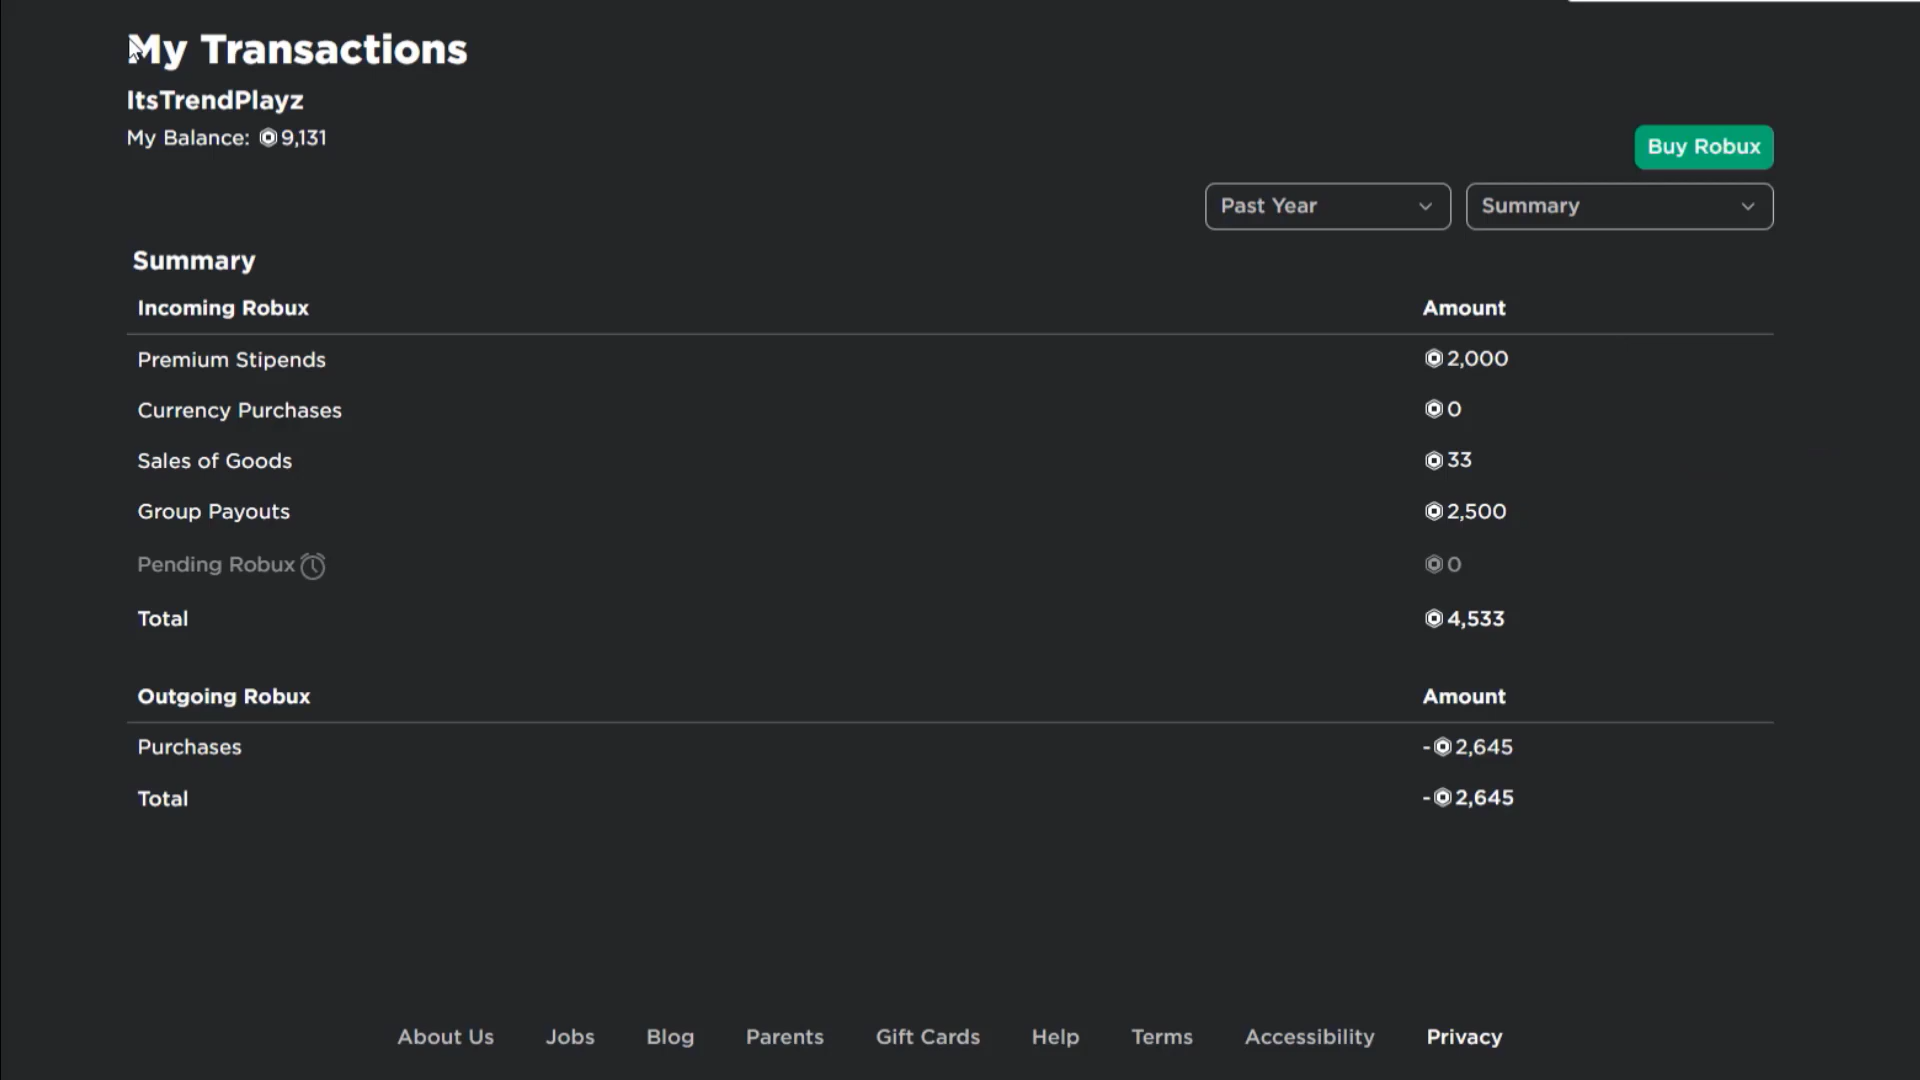 My Transactions
ItsTrendPlayz
My Balance: 9,131
Buy Robux
Past Year Summary
Summary
Incoming Robux Amount
Premium Stipends 2,000
Currency Purchases 0
Sales of Goods 33
Group Payouts 2,500
Pending Robux 0
Total 4,533
Outgoing Robux Amount
Purchases -2,645
Total -2,645
About Us Jobs Blog Parents Gift Cards Help Terms Accessibility Privacy